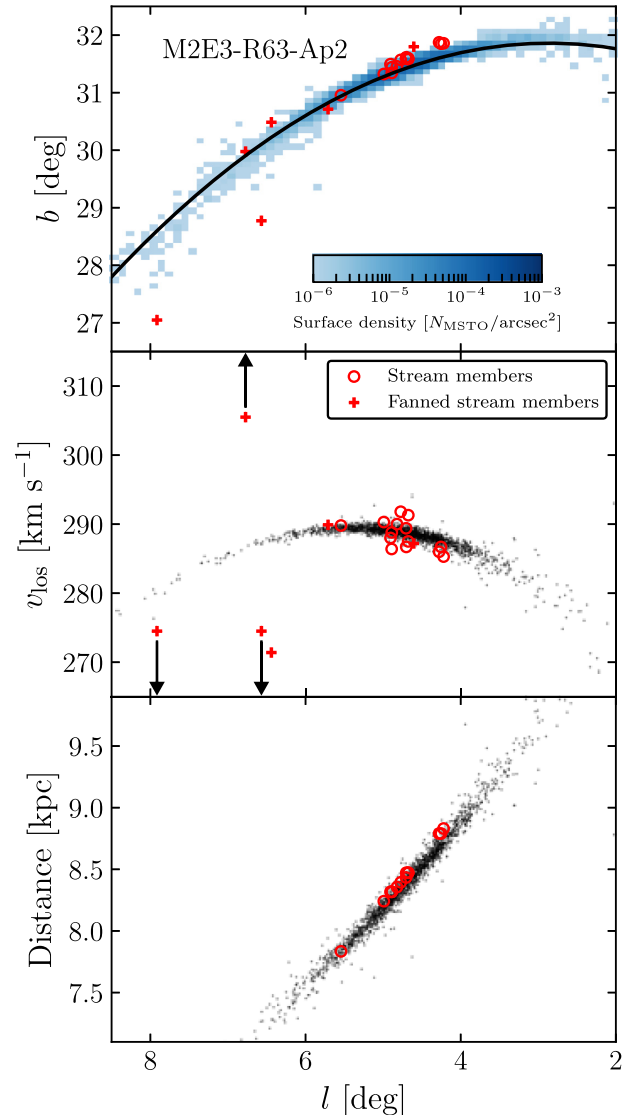 M2E3-R63-Ap2
32
31
30
29
28
27
b [deg]
10⁻⁶ 10⁻⁵ 10⁻⁴ 10⁻³
Surface density [N_MSTO/arcsec²]
Stream members
Fanned stream members
310
300
290
280
270
v_los [km s⁻¹]
9.5
9.0
8.5
8.0
7.5
Distance [kpc]
8 6 4 2
l [deg]